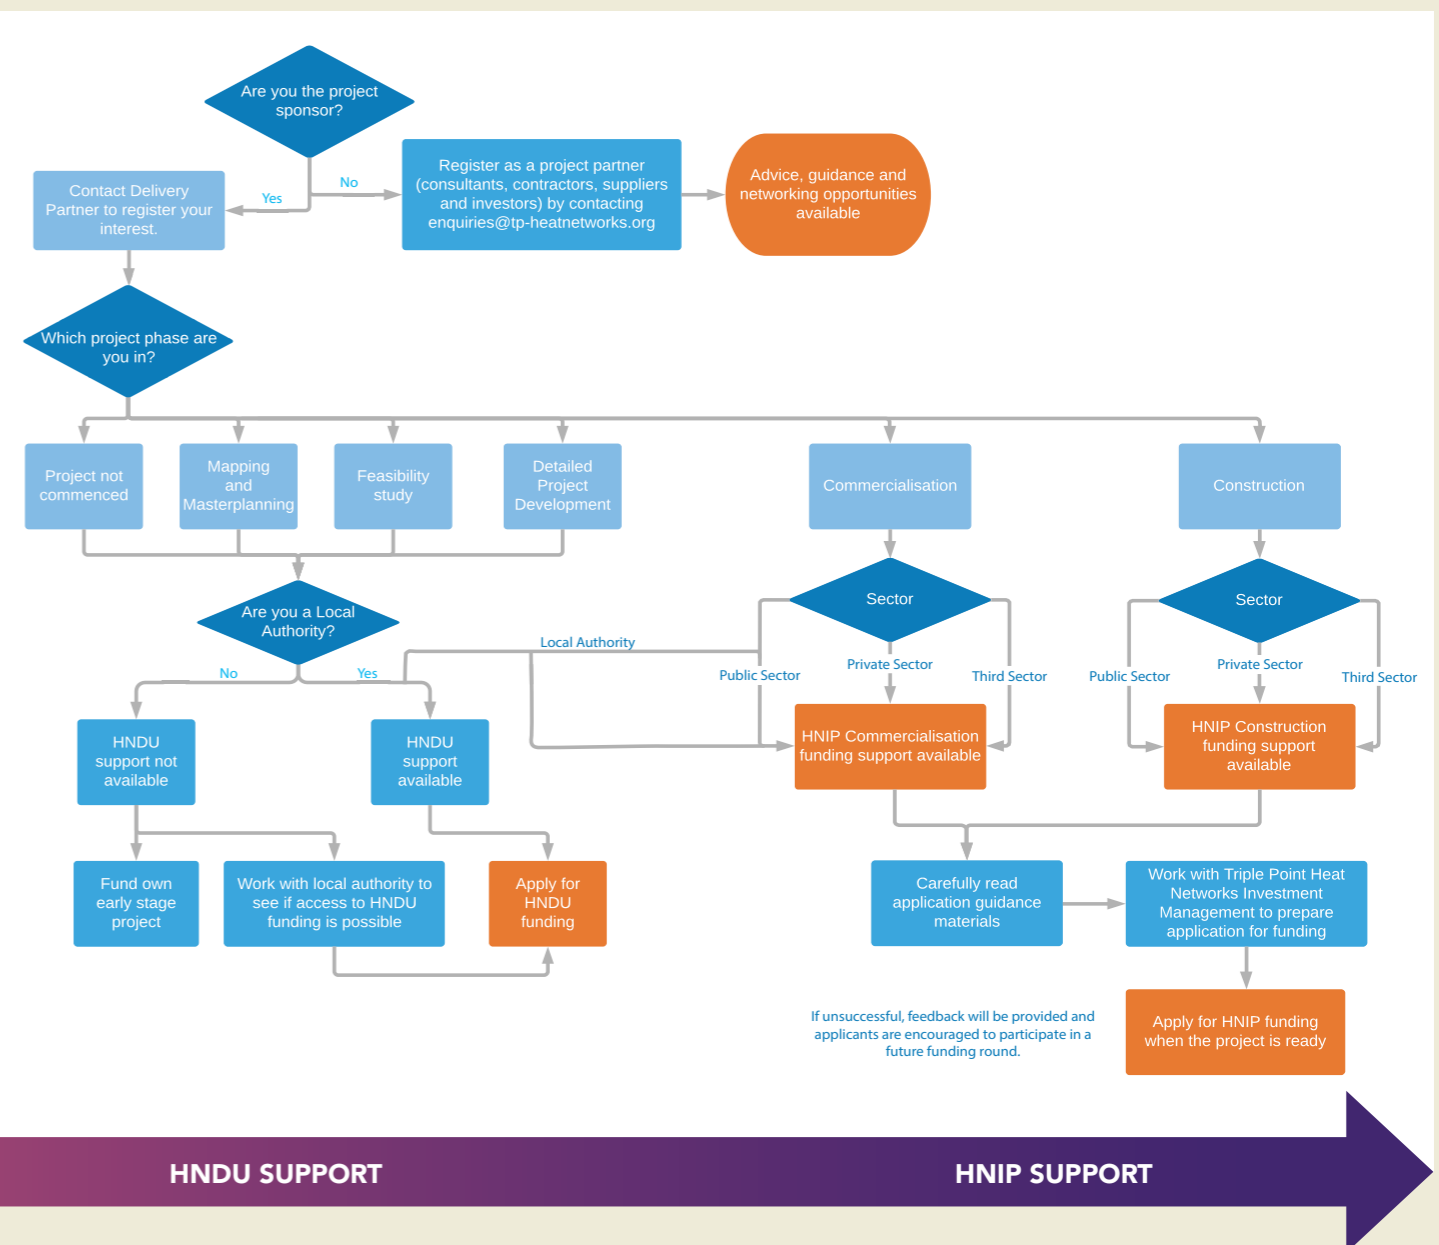 Are you the project
sponsor?
Yes
No
Contact Delivery
Partner to register your
interest.
Register as a project partner
(consultants, contractors, suppliers
and investors) by contacting
enquiries@tp-heatnetworks.org
Advice, guidance and
networking opportunities
available
Which project phase are
you in?
Project not
commenced
Mapping
and
Masterplanning
Feasibility
study
Detailed
Project
Development
Commercialisation
Construction
Are you a Local
Authority?
No
Yes
Local Authority
Sector
Public Sector
Private Sector
Third Sector
Sector
Public Sector
Private Sector
Third Sector
HNDU
support not
available
HNDU
support
available
HNIP Commercialisation
funding support available
HNIP Construction
funding support
available
Fund own
early stage
project
Work with local authority to
see if access to HNDU
funding is possible
Apply for
HNDU
funding
Carefully read
application guidance
materials
Work with Triple Point Heat
Networks Investment
Management to prepare
application for funding
If unsuccessful, feedback will be provided and
applicants are encouraged to participate in a
future funding round.
Apply for HNIP funding
when the project is ready
HNDU SUPPORT
HNIP SUPPORT